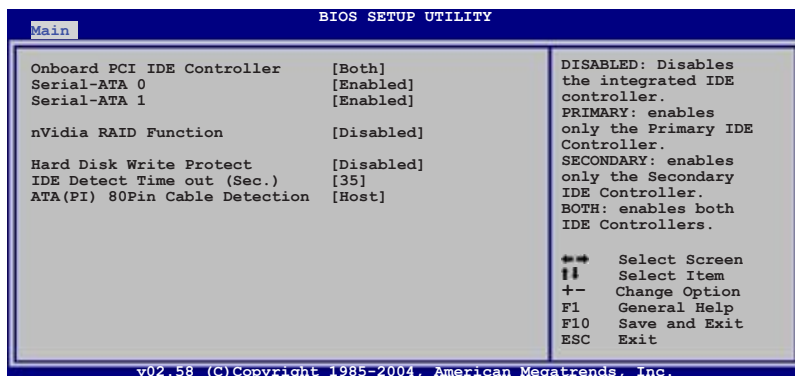 BIOS SETUP UTILITY
Main
Onboard PCI IDE Controller [Both]
Serial-ATA 0 [Enabled]
Serial-ATA 1 [Enabled]
nVidia RAID Function [Disabled]
Hard Disk Write Protect [Disabled]
IDE Detect Time out (Sec.) [35]
ATA(PI) 80Pin Cable Detection [Host]
DISABLED: Disables
the integrated IDE
controller.
PRIMARY: enables
only the Primary IDE
Controller.
SECONDARY: enables
only the Secondary
IDE Controller.
BOTH: enables both
IDE Controllers.
Select Screen
Select Item
+- Change Option
F1 General Help
F10 Save and Exit
ESC Exit
v02.58 (C)Copyright 1985-2004, American Megatrends, Inc.